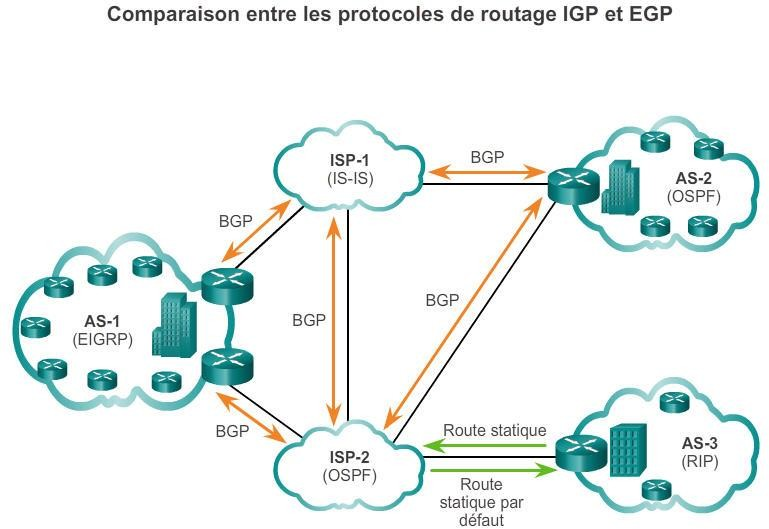 Comparaison entre les protocoles de routage IGP et EGP
ISP-1
(IS-IS)
BGP
AS-2
(OSPF)
BGP
BGP
BGP
AS-1
(EIGRP)
BGP
ISP-2
(OSPF)
Route statique
AS-3
(RIP)
Route
statique par
défaut